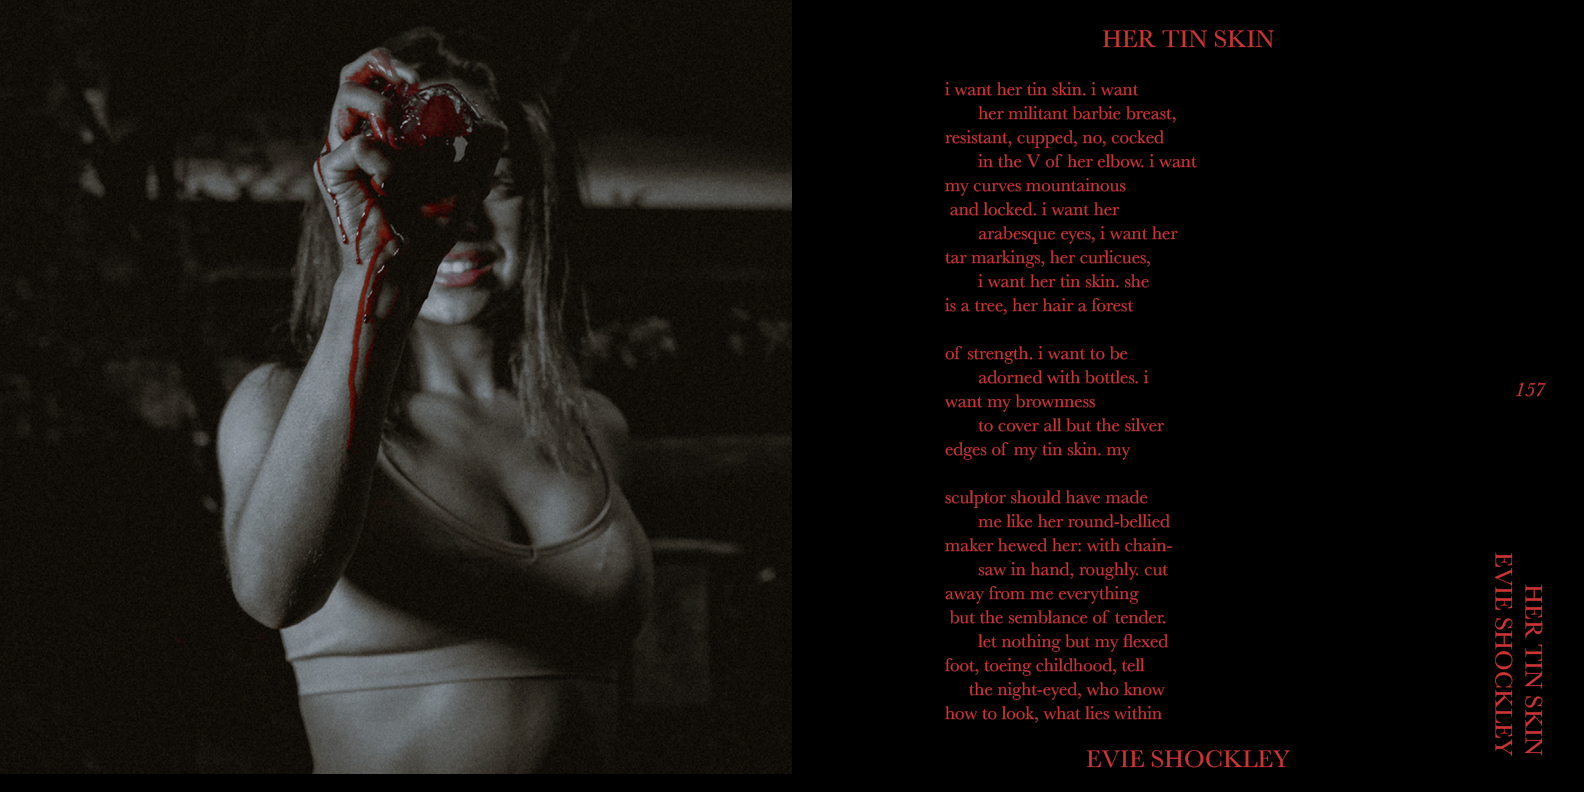 HER TIN SKIN
i want her tin skin. i want
her militant barbie breast,
resistant, cupped, no, cocked
in the V of her elbow. i want
my curves mountainous
and locked. i want her
arabesque eyes, i want her
tar markings, her curlicues,
i want her tin skin. she
is a tree, her hair a forest
of strength. i want to be
adorned with bottles. i
want my brownness
to cover all but the silver
edges of my tin skin. my
sculptor should have made
me like her round-bellied
maker hewed her: with chain-
saw in hand, roughly. cut
away from me everything
but the semblance of tender.
let nothing but my flexed
foot, toeing childhood, tell
the night-eyed, who know
how to look, what lies within
EVIE SHOCKLEY
157
HER TIN SKIN
EVIE SHOCKLEY